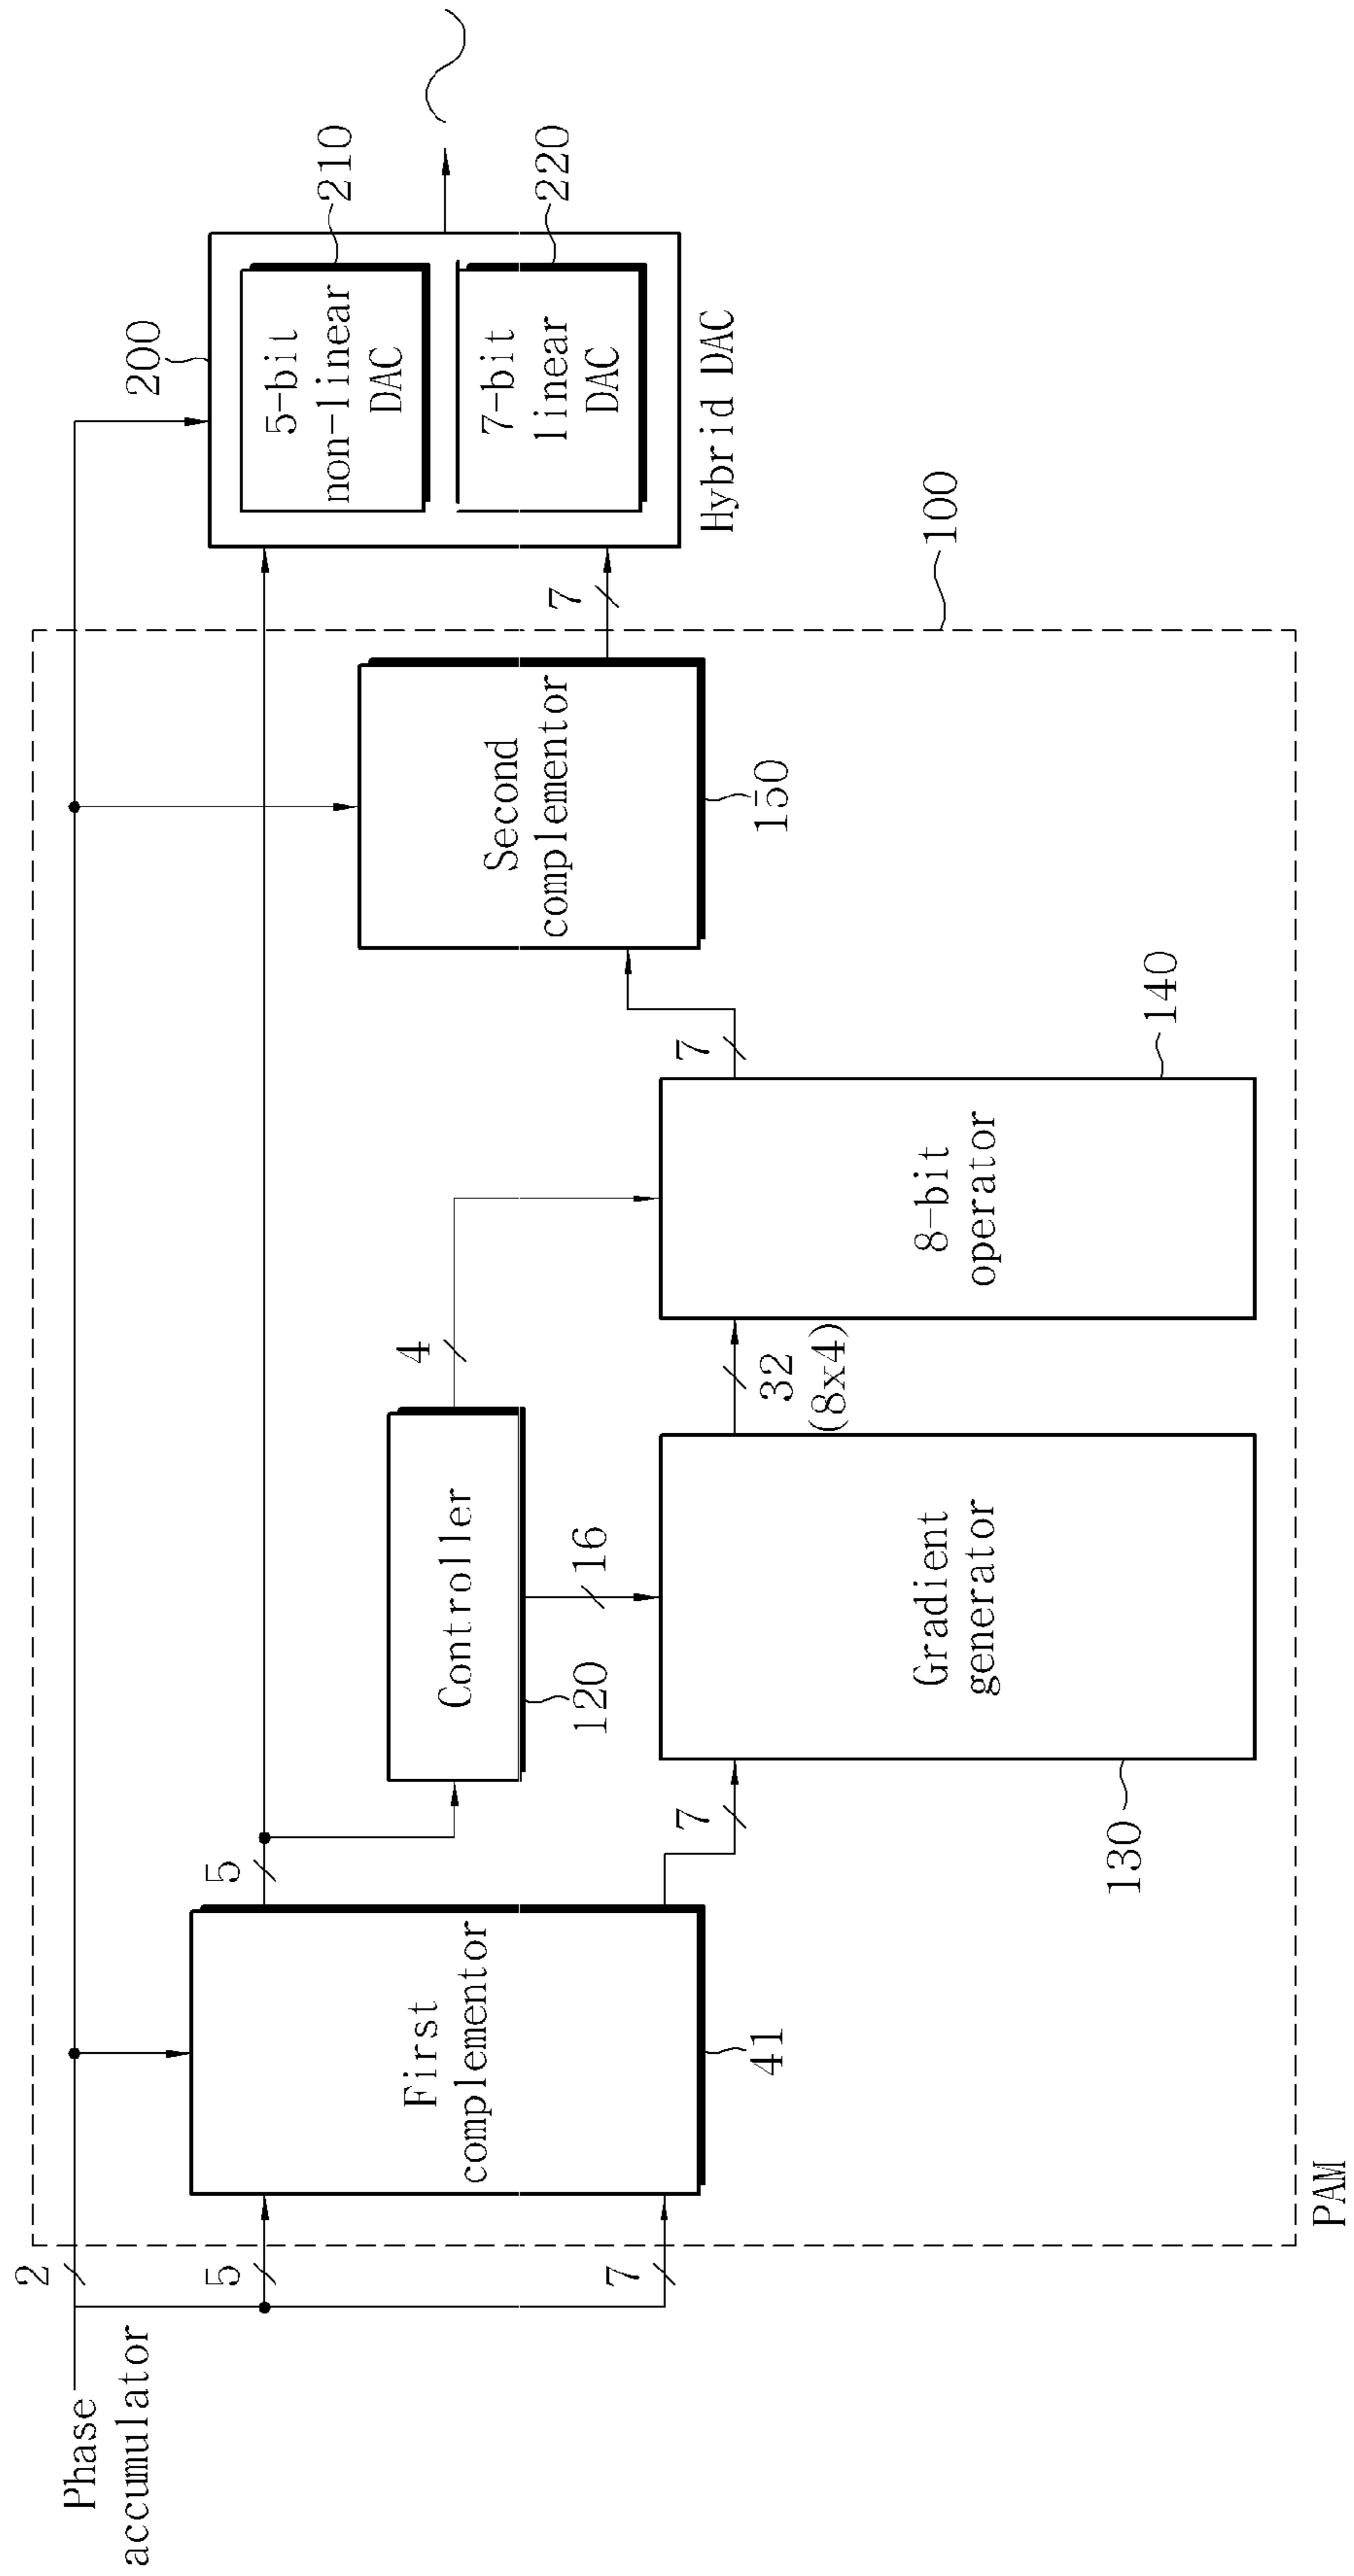 Phase
accumulator
2
5
7
First
complementor
41
5
7
Controller
120
16
4
Gradient
generator
130
32
(8x4)
8-bit
operator
140
7
Second
complementor
150
7
100
PAM
200
5-bit
non-linear
DAC
210
7-bit
linear
DAC
220
Hybrid DAC